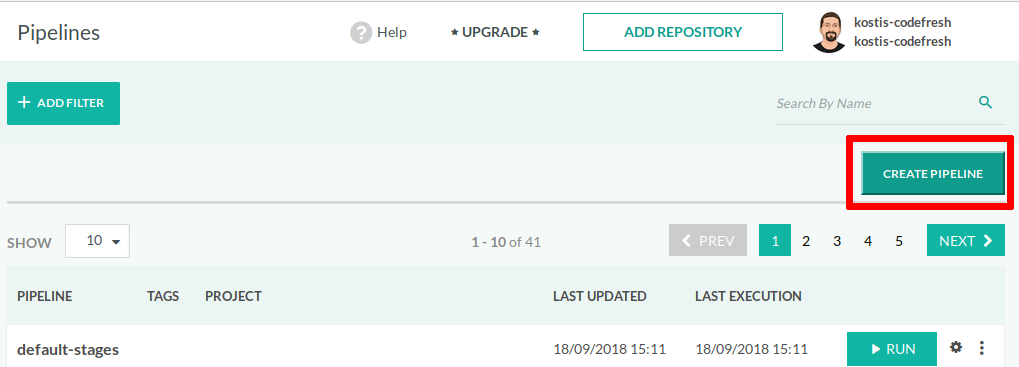 Pipelines
? Help
★ UPGRADE ★
ADD REPOSITORY
kostis-codefresh
kostis-codefresh
+ ADD FILTER
Search By Name
CREATE PIPELINE
SHOW 10
1 - 10 of 41
PREV 1 2 3 4 5 NEXT
PIPELINE TAGS PROJECT LAST UPDATED LAST EXECUTION
default-stages 18/09/2018 15:11 18/09/2018 15:11 RUN